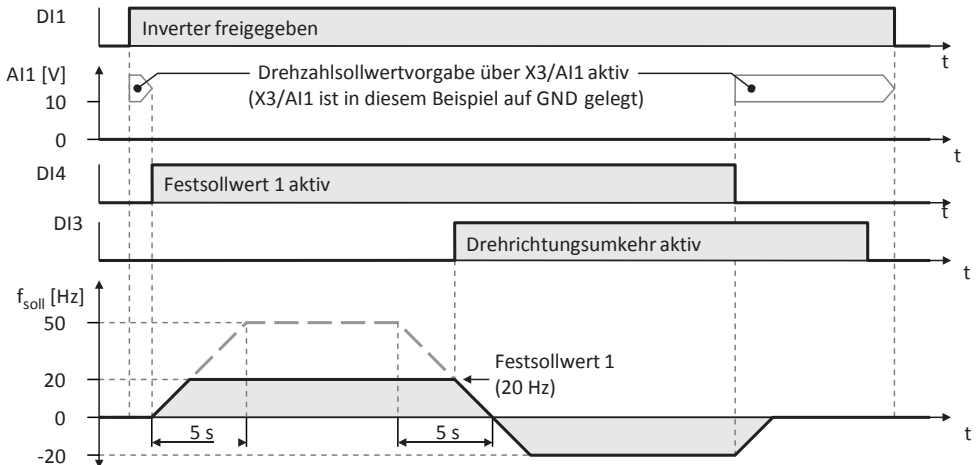 DI1
Inverter freigegeben
t
AI1 [V]
Drehzahlsollwertvorgabe über X3/AI1 aktiv
(X3/AI1 ist in diesem Beispiel auf GND gelegt)
10
0
t
DI4
Festsollwert 1 aktiv
t
DI3
Drehrichtungsumkehr aktiv
t
fsoll [Hz]
50
Festsollwert 1
(20 Hz)
20
0
5 s
5 s
t
-20